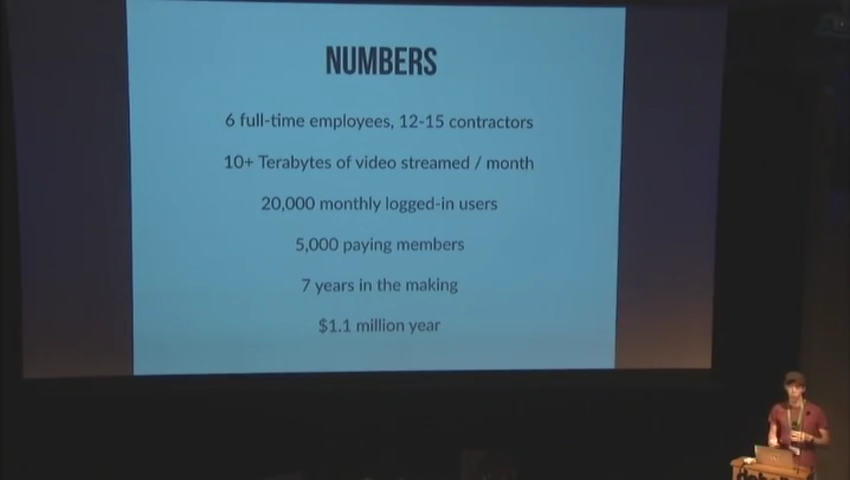 NUMBERS
6 full-time employees, 12-15 contractors
10+ Terabytes of video streamed / month
20,000 monthly logged-in users
5,000 paying members
7 years in the making
$1.1 million year